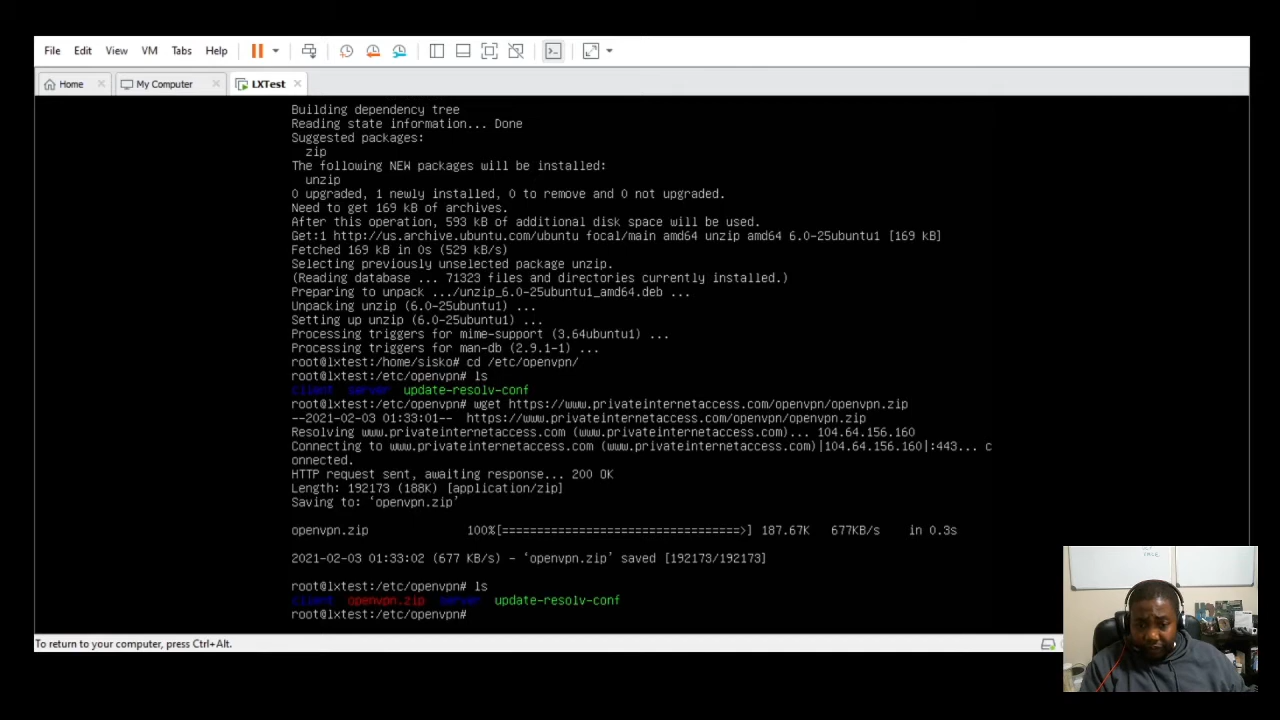 File Edit View VM Tabs Help
Home My Computer LXTest
Building dependency tree
Reading state information... Done
Suggested packages:
zip
The following NEW packages will be installed:
unzip
0 upgraded, 1 newly installed, 0 to remove and 0 not upgraded.
Need to get 169 kB of archives.
After this operation, 593 kB of additional disk space will be used.
Get:1 http://us.archive.ubuntu.com/ubuntu focal/main amd64 unzip amd64 6.0-25ubuntu1 [169 kB]
Fetched 169 kB in 0s (529 kB/s)
Selecting previously unselected package unzip.
(Reading database ... 71323 files and directories currently installed.)
Preparing to unpack .../unzip_6.0-25ubuntu1_amd64.deb ...
Unpacking unzip (6.0-25ubuntu1) ...
Setting up unzip (6.0-25ubuntu1) ...
Processing triggers for mime-support (3.64ubuntu1) ...
Processing triggers for man-db (2.9.1-1) ...
root@lxtest:/home/sisko# cd /etc/openvpn/
root@lxtest:/etc/openvpn# ls
client server update-resolv-conf
root@lxtest:/etc/openvpn# wget https://www.privateinternetaccess.com/openvpn/openvpn.zip
--2021-02-03 01:33:01-- https://www.privateinternetaccess.com/openvpn/openvpn.zip
Resolving www.privateinternetaccess.com (www.privateinternetaccess.com)... 104.64.156.160
Connecting to www.privateinternetaccess.com (www.privateinternetaccess.com)|104.64.156.160|:443... c
onnected.
HTTP request sent, awaiting response... 200 OK
Length: 192173 (188K) [application/zip]
Saving to: ‘openvpn.zip’
openvpn.zip 100%[==================================>] 187.67K 677KB/s in 0.3s
2021-02-03 01:33:02 (677 KB/s) - ‘openvpn.zip’ saved [192173/192173]
root@lxtest:/etc/openvpn# ls
client openvpn.zip server update-resolv-conf
root@lxtest:/etc/openvpn#
To return to your computer, press Ctrl+Alt.